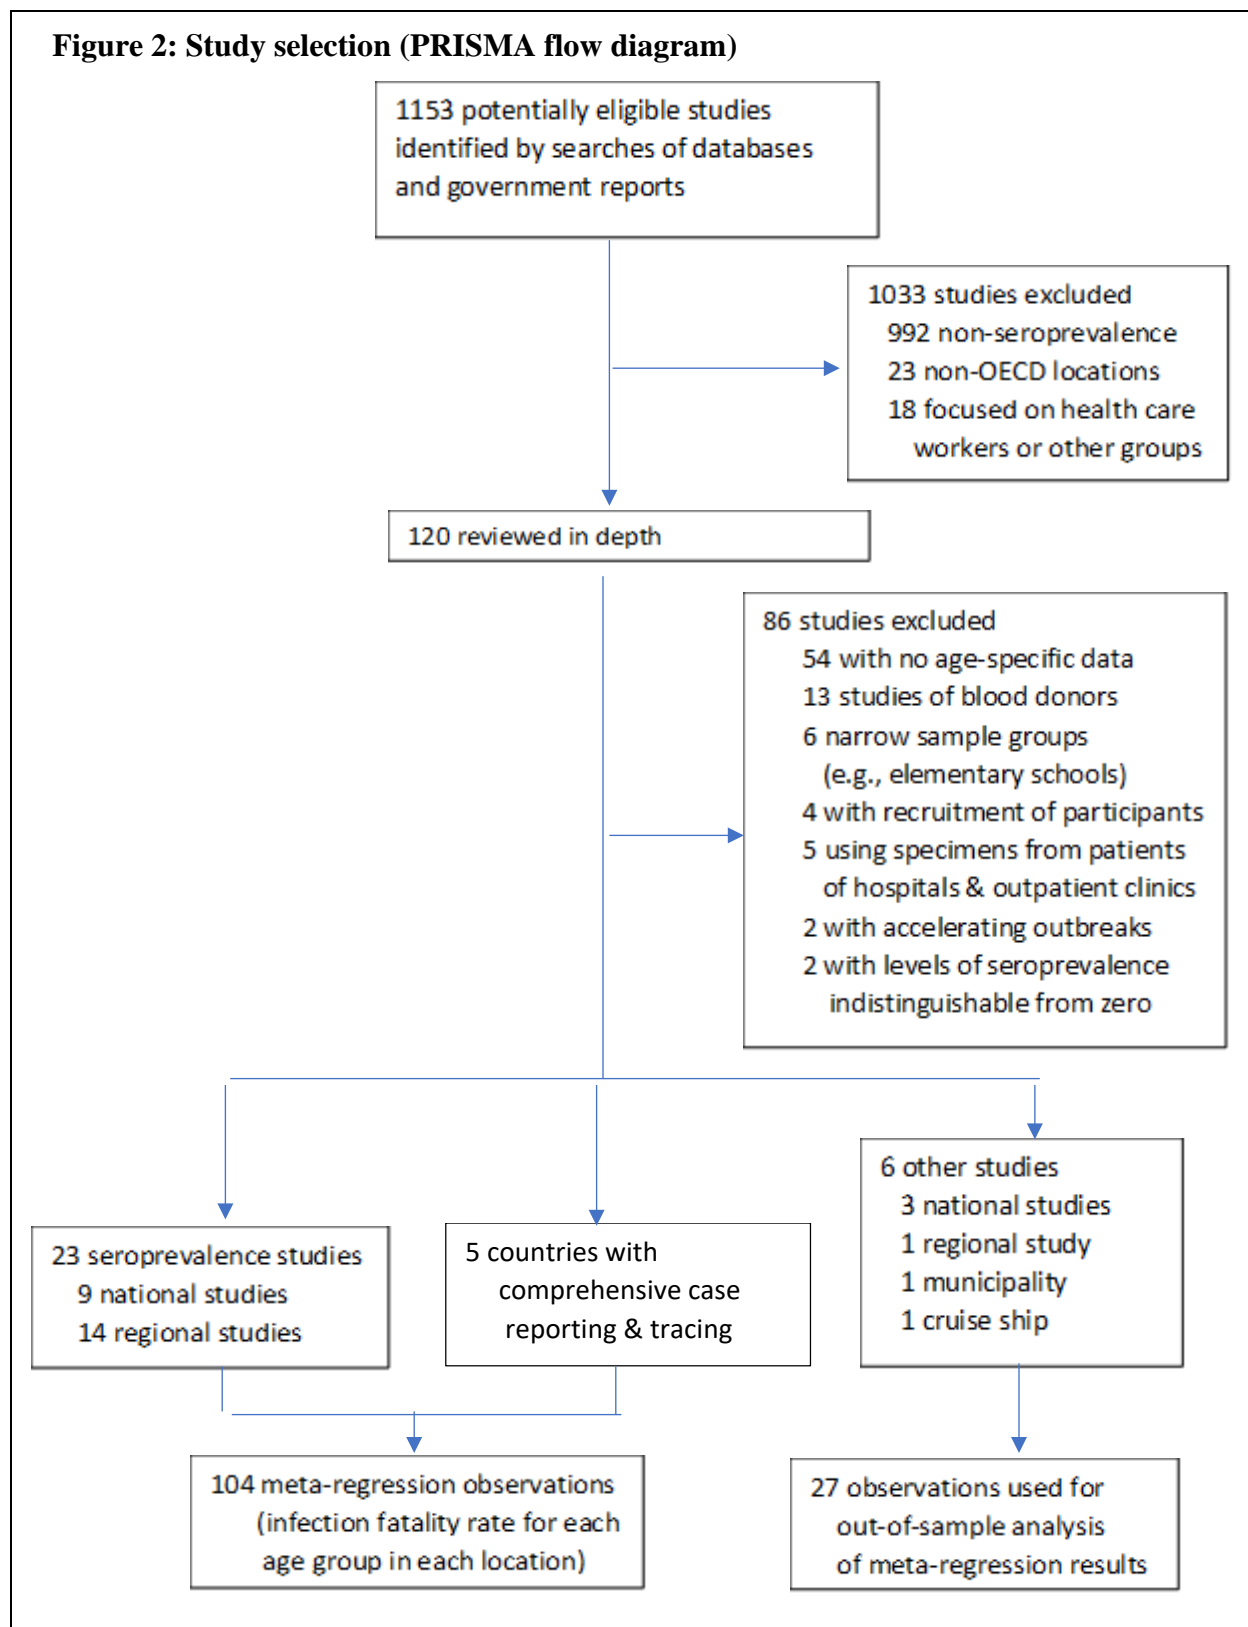 Figure 2: Study selection (PRISMA flow diagram)
1153 potentially eligible studies
identified by searches of databases
and government reports
1033 studies excluded
992 non-seroprevalence
23 non-OECD locations
18 focused on health care
workers or other groups
120 reviewed in depth
86 studies excluded
54 with no age-specific data
13 studies of blood donors
6 narrow sample groups
(e.g., elementary schools)
4 with recruitment of participants
5 using specimens from patients
of hospitals & outpatient clinics
2 with accelerating outbreaks
2 with levels of seroprevalence
indistinguishable from zero
23 seroprevalence studies
9 national studies
14 regional studies
5 countries with
comprehensive case
reporting & tracing
6 other studies
3 national studies
1 regional study
1 municipality
1 cruise ship
104 meta-regression observations
(infection fatality rate for each
age group in each location)
27 observations used for
out-of-sample analysis
of meta-regression results